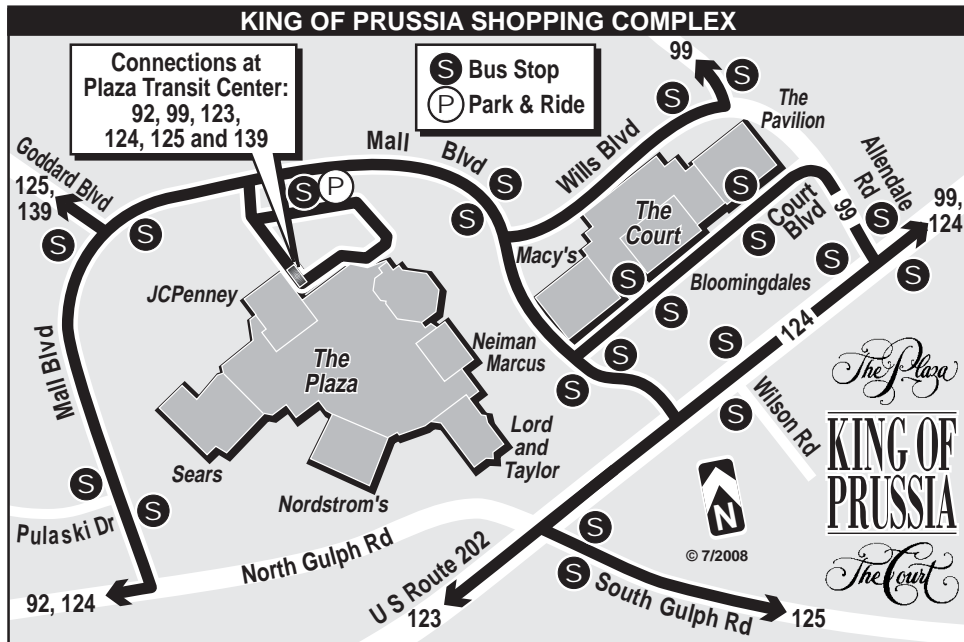 KING OF PRUSSIA SHOPPING COMPLEX
Connections at
Plaza Transit Center:
92, 99, 123,
124, 125 and 139
S Bus Stop
P Park & Ride
99
S
S
The
Pavilion
Goddard Blvd
125,
139
S
S
S
P
Mall Blvd
S
S
Wills Blvd
The
Court
Macy's
S
S
Court
Blvd
S
S
Bloomingdales
99
Allendale
Rd
S
S
99,
124
S
JCPenney
The
Plaza
Neiman
Marcus
S
S
S
124
Mall Blvd
Sears
Nordstrom's
Lord
and
Taylor
S
Wilson Rd
The Plaza
KING OF
PRUSSIA
The Court
S
S
Pulaski Dr
92, 124
North Gulph Rd
U S Route 202
123
S
S
South Gulph Rd
125
N
© 7/2008